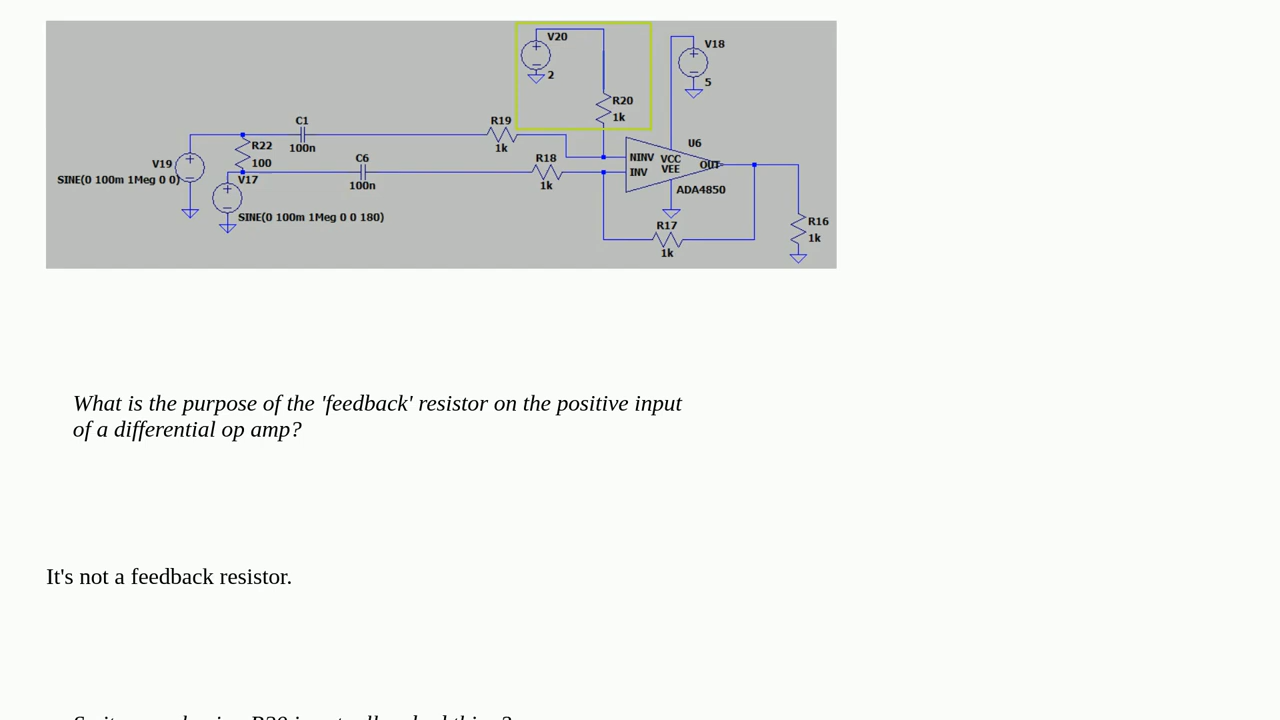 V20
V18
2
5
R20
1k
C1
R19
100n
1k
U6
R22
100
V19
SINE(0 100m 1Meg 0 0)
C6
100n
R18
1k
NINV VCC
INV VEE
OUT
ADA4850
V17
SINE(0 100m 1Meg 0 0 180)
R17
1k
R16
1k
What is the purpose of the 'feedback' resistor on the positive input
of a differential op amp?
It's not a feedback resistor.